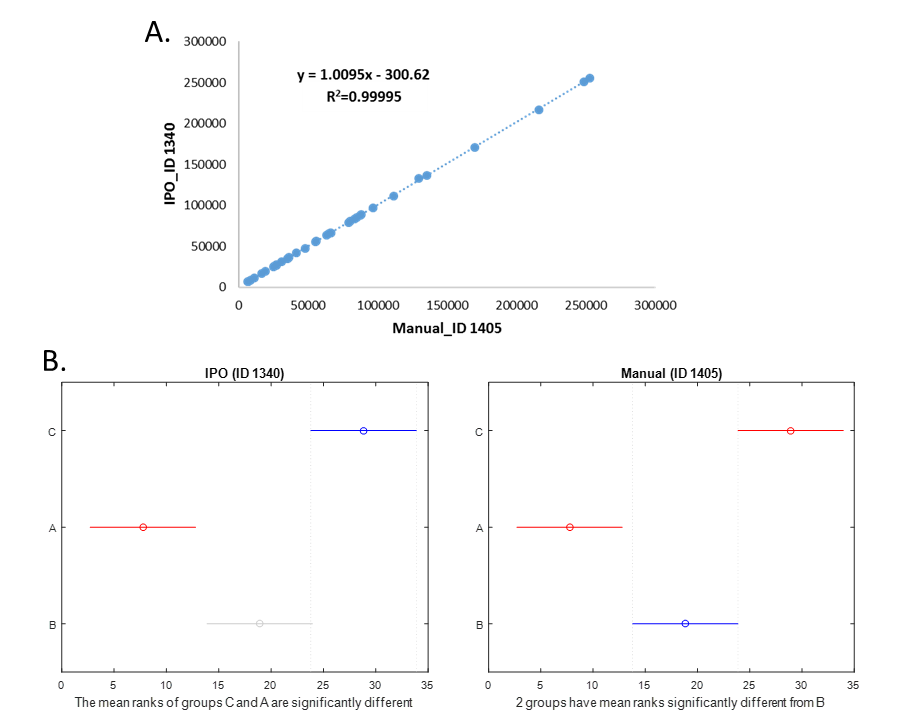 A.
300000
250000
200000
150000
100000
50000
0
IPO_ID 1340
y = 1.0095x - 300.62
R²=0.99995
0 50000 100000 150000 200000 250000 300000
Manual_ID 1405
B.
IPO (ID 1340)
C
A
B
0 5 10 15 20 25 30 35
The mean ranks of groups C and A are significantly different
Manual (ID 1405)
C
A
B
0 5 10 15 20 25 30 35
2 groups have mean ranks significantly different from B